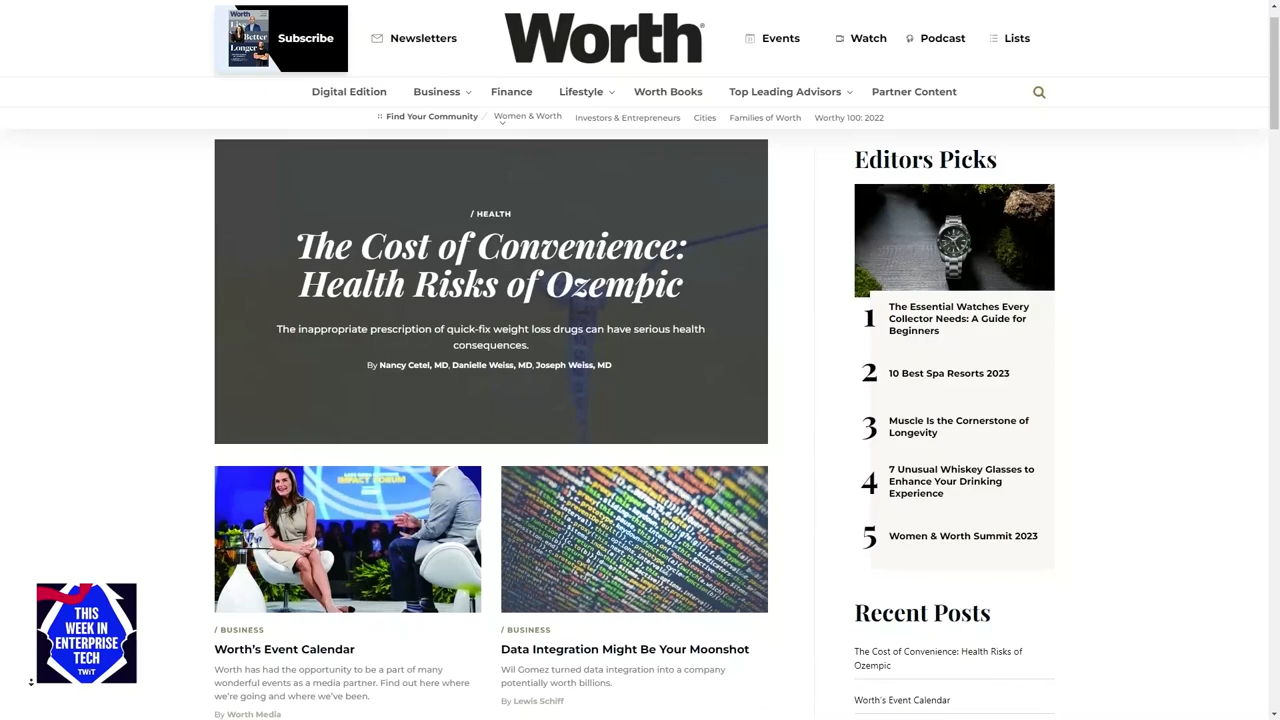 Worth
Live
Better
Longer
Subscribe
Newsletters
Worth®
Events
Watch
Podcast
Lists
Digital Edition
Business
Finance
Lifestyle
Worth Books
Top Leading Advisors
Partner Content
Find Your Community /
Women & Worth
Investors & Entrepreneurs
Cities
Families of Worth
Worthy 100: 2022
/ HEALTH
The Cost of Convenience:
Health Risks of Ozempic
The inappropriate prescription of quick-fix weight loss drugs can have serious health
consequences.
By Nancy Cetel, MD, Danielle Weiss, MD, Joseph Weiss, MD
IMPACT FORUM
/ BUSINESS
Worth's Event Calendar
Worth has had the opportunity to be a part of many
wonderful events as a media partner. Find out here where
we're going and where we've been.
By Worth Media
/ BUSINESS
Data Integration Might Be Your Moonshot
Wil Gomez turned data integration into a company
potentially worth billions.
By Lewis Schiff
Editors Picks
1 The Essential Watches Every
Collector Needs: A Guide for
Beginners
2 10 Best Spa Resorts 2023
3 Muscle Is the Cornerstone of
Longevity
4 7 Unusual Whiskey Glasses to
Enhance Your Drinking
Experience
5 Women & Worth Summit 2023
Recent Posts
The Cost of Convenience: Health Risks of
Ozempic
Worth's Event Calendar
THIS
WEEK IN
ENTERPRISE
TECH
TWiT